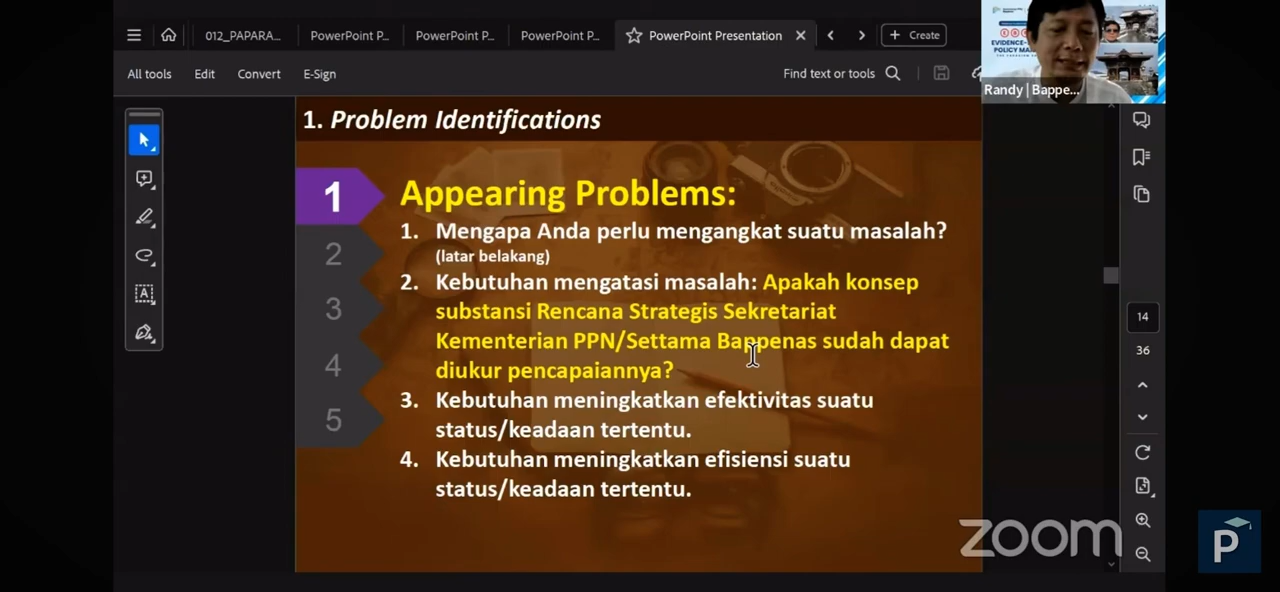 012_PAPARA...
PowerPoint P...
PowerPoint P...
PowerPoint P...
PowerPoint Presentation
Create
All tools
Edit
Convert
E-Sign
Find text or tools
EVIDENCE-
POLICY MA
Randy | Bappe...
1. Problem Identifications
1
2
3
4
5
Appearing Problems:
1. Mengapa Anda perlu mengangkat suatu masalah?
(latar belakang)
2. Kebutuhan mengatasi masalah: Apakah konsep
substansi Rencana Strategis Sekretariat
Kementerian PPN/Settama Bappenas sudah dapat
diukur pencapaiannya?
3. Kebutuhan meningkatkan efektivitas suatu
status/keadaan tertentu.
4. Kebutuhan meningkatkan efisiensi suatu
status/keadaan tertentu.
14
36
zoom
P